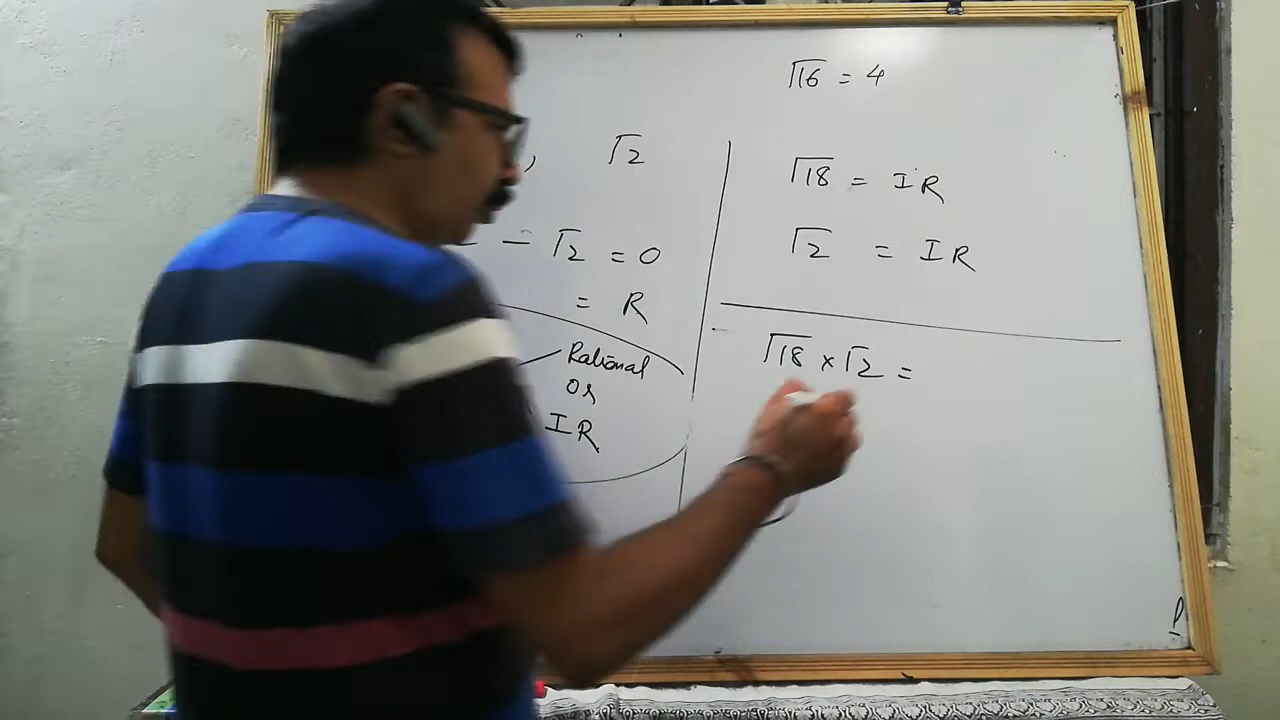 , √2
- √2 = 0
= R
Rational
Or
IR
√16 = 4
√18 = IR
√2 = IR
√18 × √2 =
P